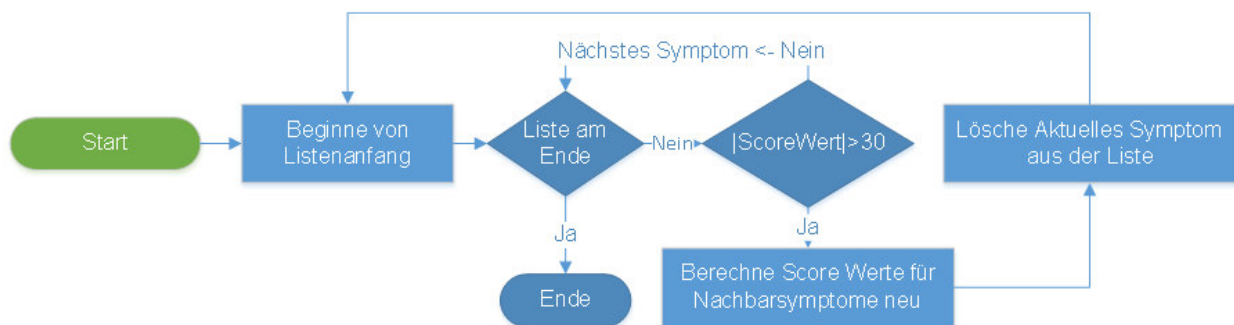 Nächstes Symptom <- Nein
Start
Beginne von
Listenanfang
Liste am
Ende
Nein
|ScoreWert|>30
Lösche Aktuelles Symptom
aus der Liste
Ja
Ja
Ende
Berechne Score Werte für
Nachbarsymptome neu